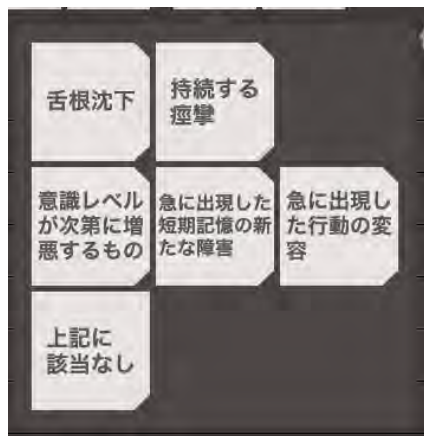 舌根沈下
持続する
痙攣
意識レベル
が次第に増
悪するもの
急に出現した
短期記憶の新
たな障害
急に出現し
た行動の変
容
上記に
該当なし